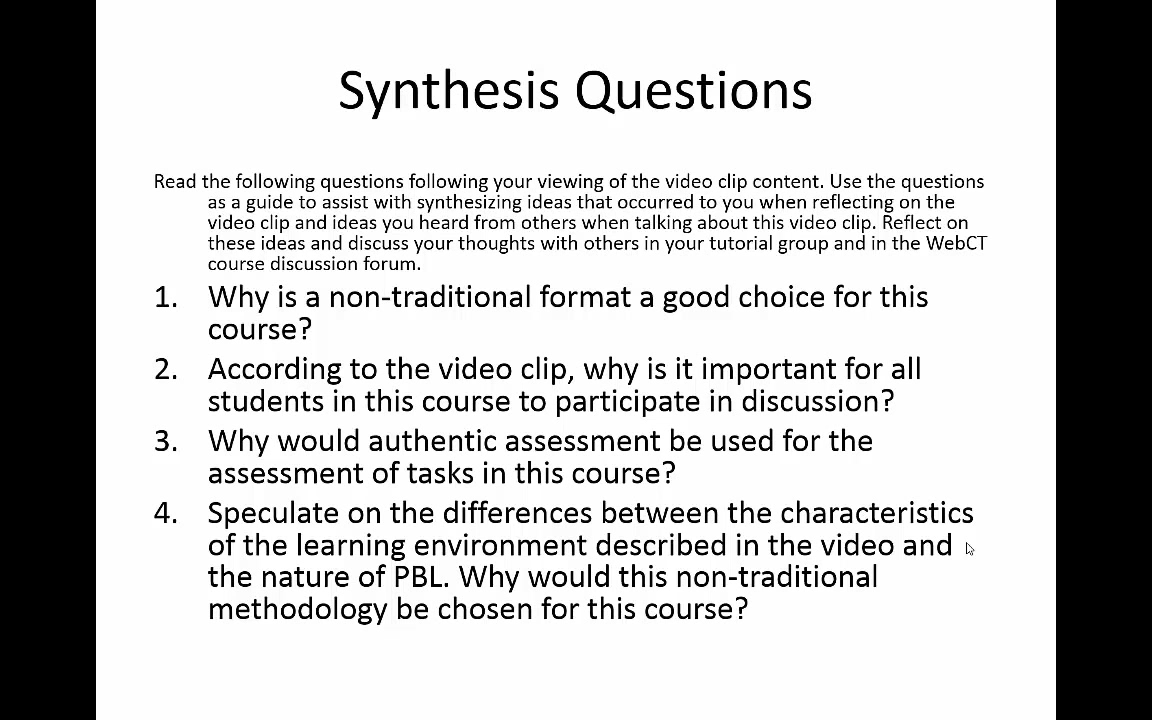 Synthesis Questions
Read the following questions following your viewing of the video clip content. Use the questions
as a guide to assist with synthesizing ideas that occurred to you when reflecting on the
video clip and ideas you heard from others when talking about this video clip. Reflect on
these ideas and discuss your thoughts with others in your tutorial group and in the WebCT
course discussion forum.
1. Why is a non-traditional format a good choice for this
course?
2. According to the video clip, why is it important for all
students in this course to participate in discussion?
3. Why would authentic assessment be used for the
assessment of tasks in this course?
4. Speculate on the differences between the characteristics
of the learning environment described in the video and
the nature of PBL. Why would this non-traditional
methodology be chosen for this course?